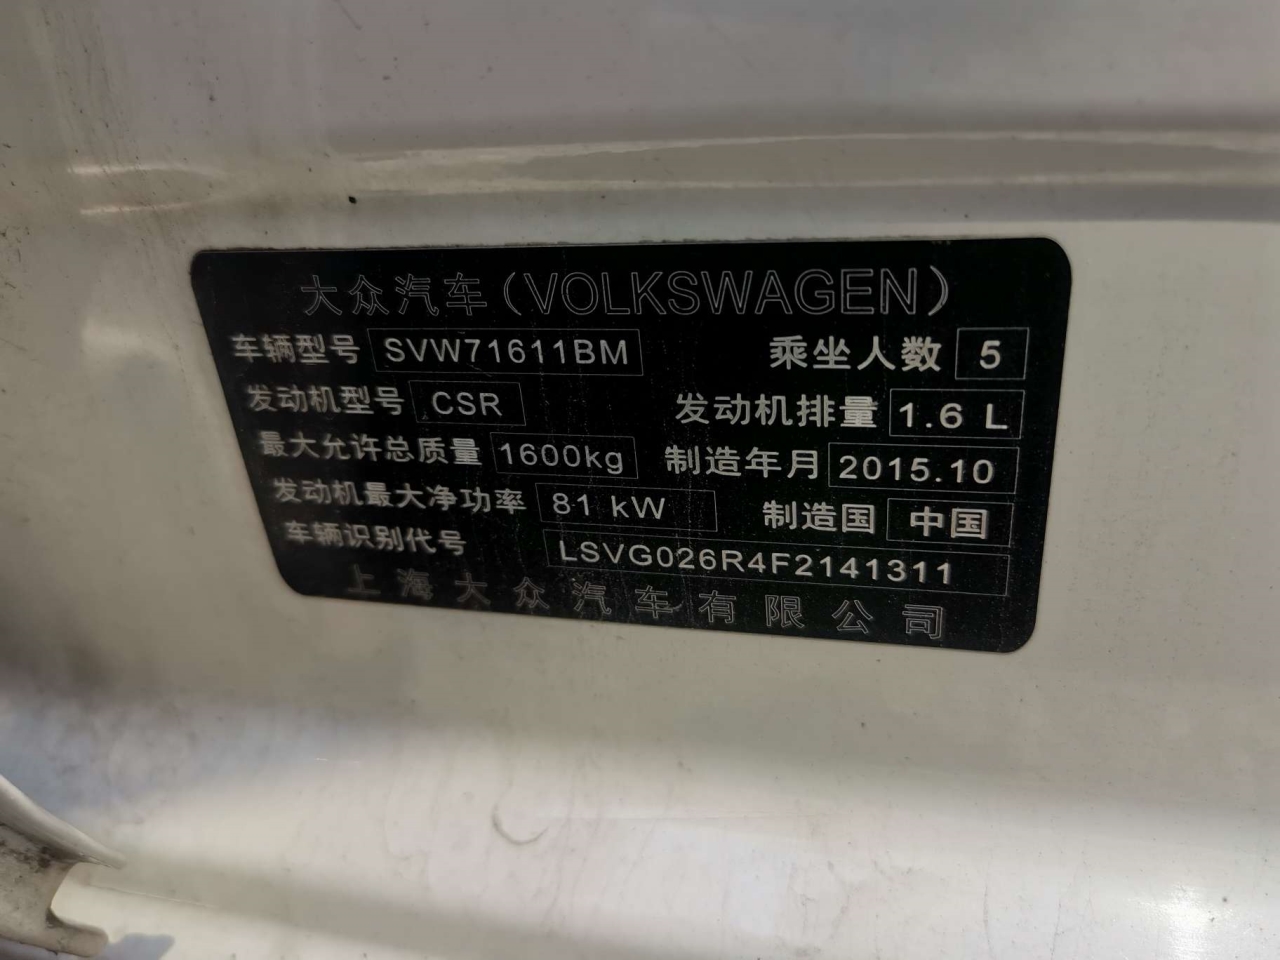 大众汽车(VOLKSWAGEN)
车辆型号 SVW71611BM 乘坐人数 5
发动机型号 CSR 发动机排量 1.6 L
最大允许总质量 1600kg 制造年月 2015.10
发动机最大净功率 81 kW 制造国 中国
车辆识别代号 LSVG026R4F2141311
上海大众汽车有限公司